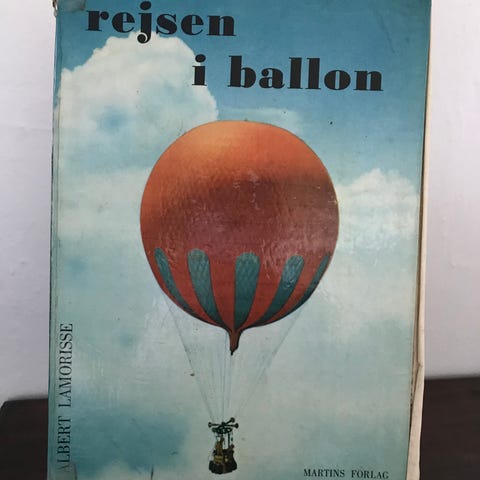 rejsen
i ballon
ALBERT LAMORISSE
MARTINS FORLAG